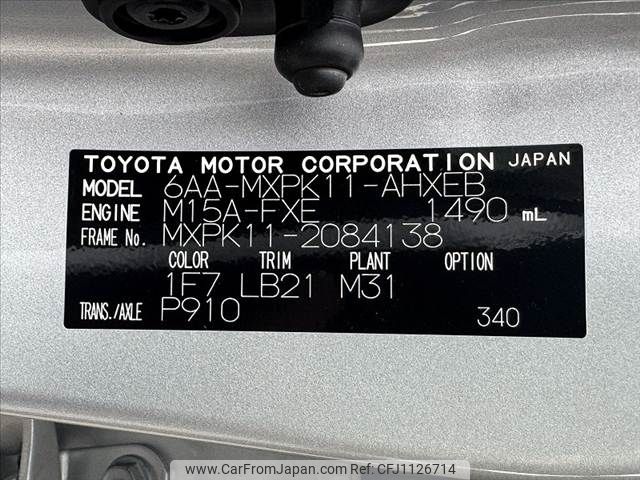 TOYOTA MOTOR CORPORATION JAPAN
MODEL 6AA-MXPK11-AHXEB
ENGINE M15A-FXE 1490 mL
FRAME No. MXPK11-2084138
COLOR TRIM PLANT OPTION
1F7 LB21 M31
TRANS./AXLE P910 340
www.CarFromJapan.com Ref: CFJ1126714